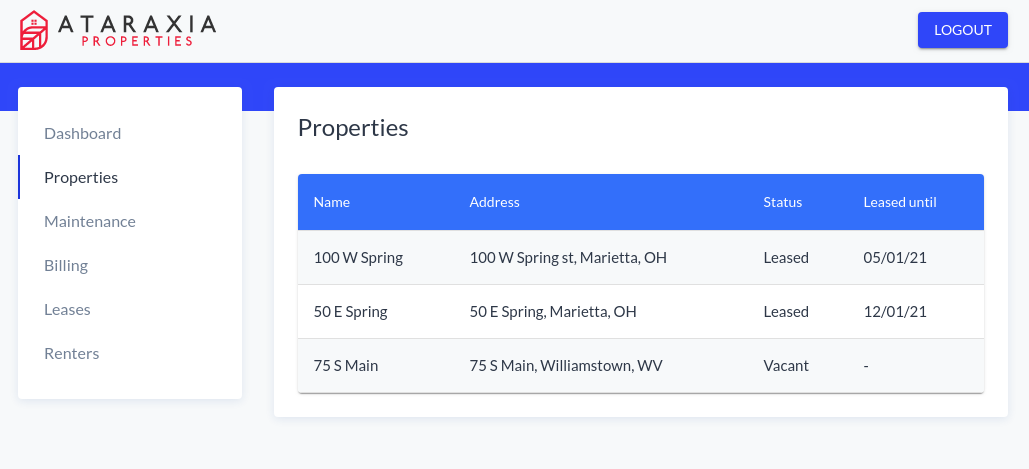 ATARAXIA
PROPERTIES
LOGOUT
Dashboard
Properties
Maintenance
Billing
Leases
Renters
Properties
Name Address Status Leased until
100 W Spring 100 W Spring st, Marietta, OH Leased 05/01/21
50 E Spring 50 E Spring, Marietta, OH Leased 12/01/21
75 S Main 75 S Main, Williamstown, WV Vacant -